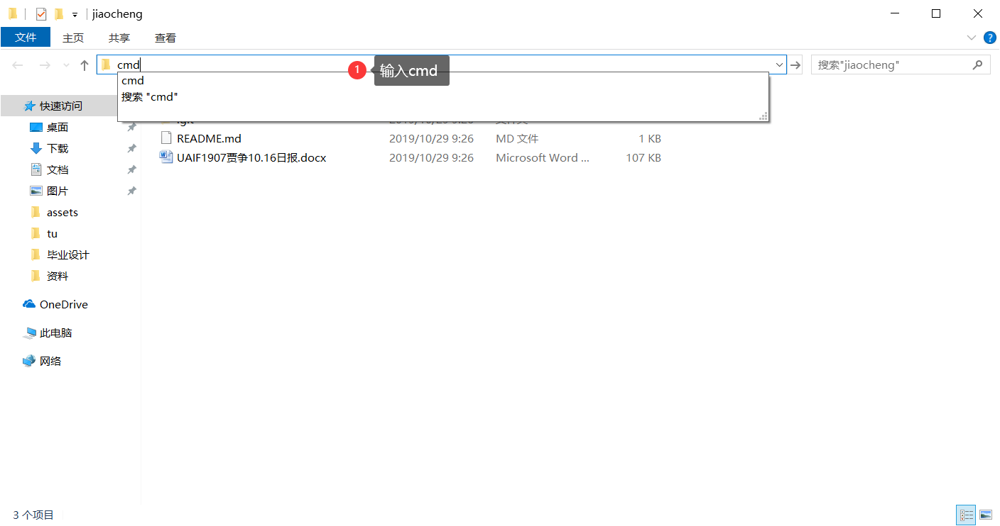 jiaocheng
文件 主页 共享 查看
cmd
1 输入cmd
搜索"jiaocheng"
cmd
搜索 "cmd"
快速访问
桌面
README.md 2019/10/29 9:26 MD 文件 1 KB
下载
UAIF1907贾争10.16日报.docx 2019/10/29 9:26 Microsoft Word ... 107 KB
文档
图片
assets
tu
毕业设计
资料
OneDrive
此电脑
网络
3 个项目